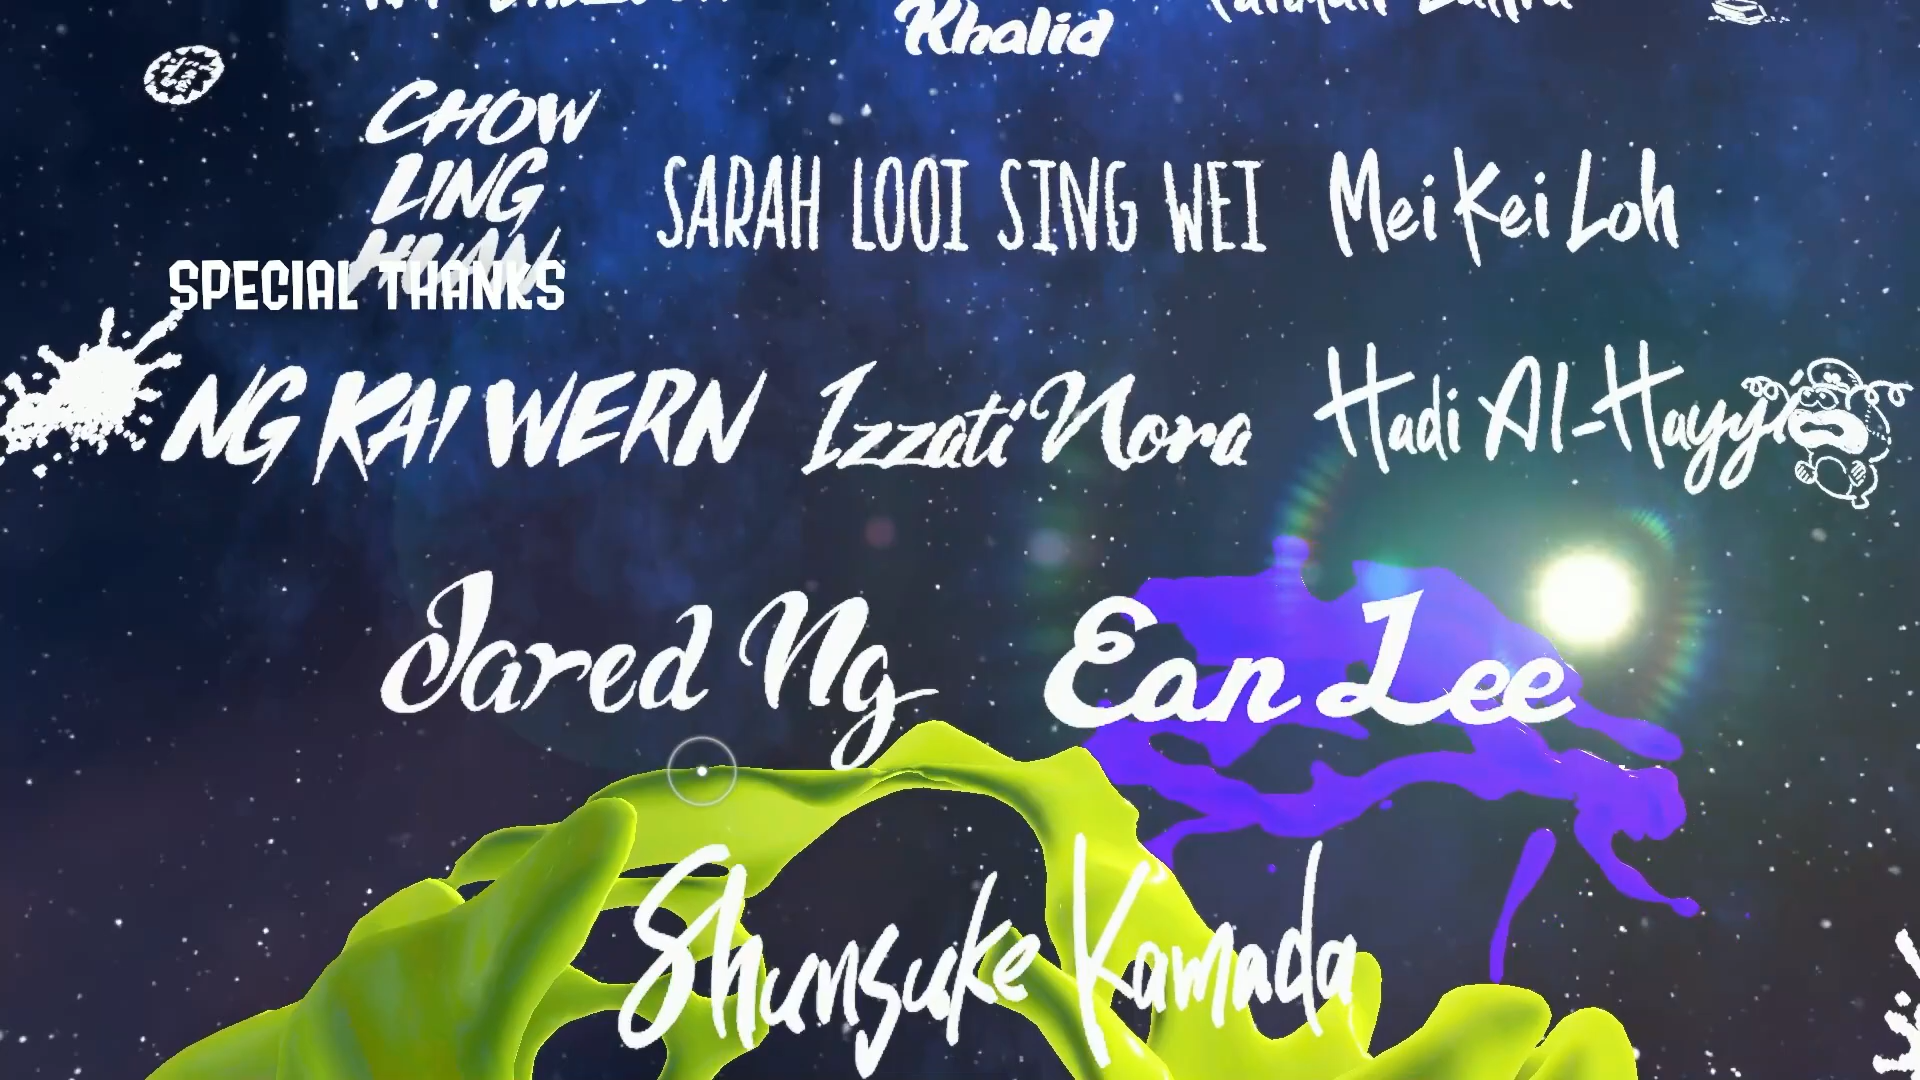 Khalid
CHOW
LING
HUAN
SARAH LOOI SING WEI
Mei Kei Loh
SPECIAL THANKS
NG KAI WERN
Izzati Nora
Hadi Al-Hayyi
Jared Ng
Ean Lee
Shunsuke Kamada